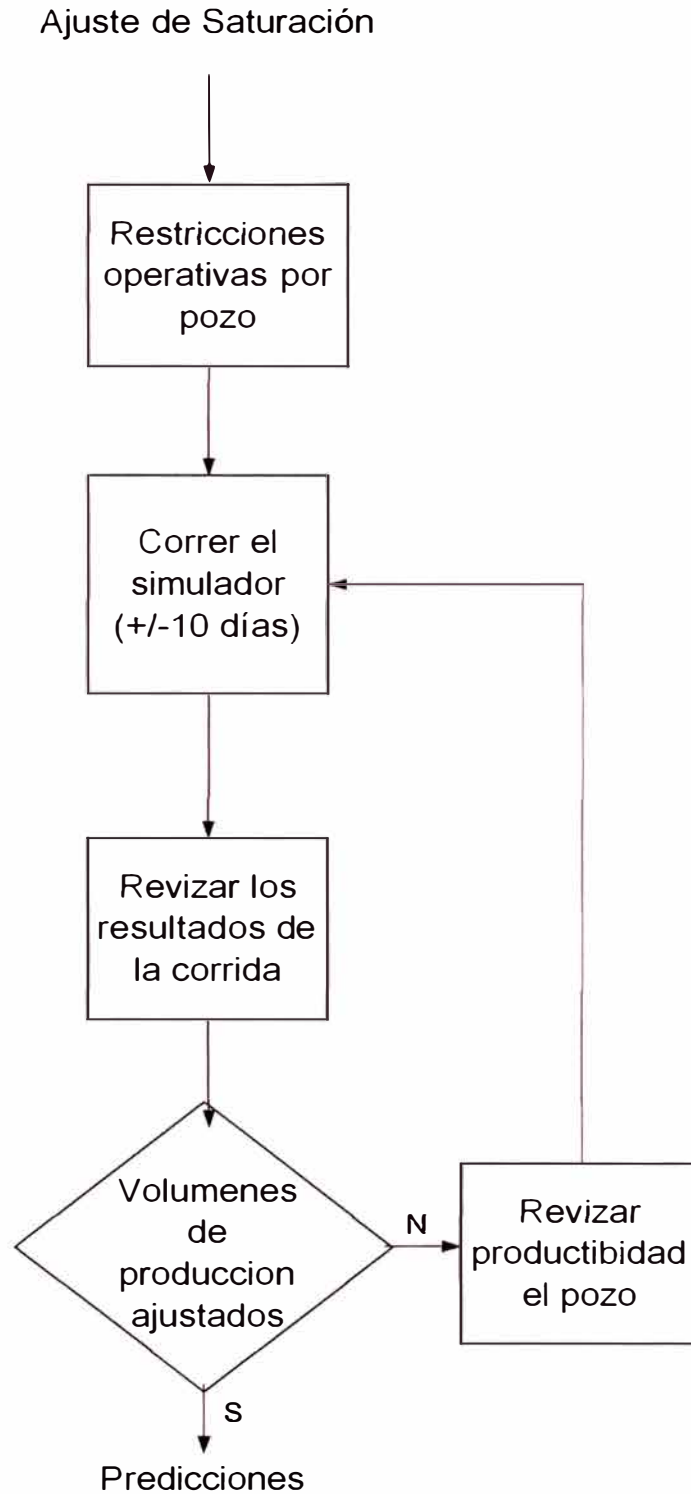 Ajuste de Saturación
Restricciones
operativas por
pozo
Correr el
simulador
(+/-10 días)
Revizar los
resultados de
la corrida
Volumenes
de
produccion
ajustados
N
Revizar
productibidad
el pozo
S
Predicciones